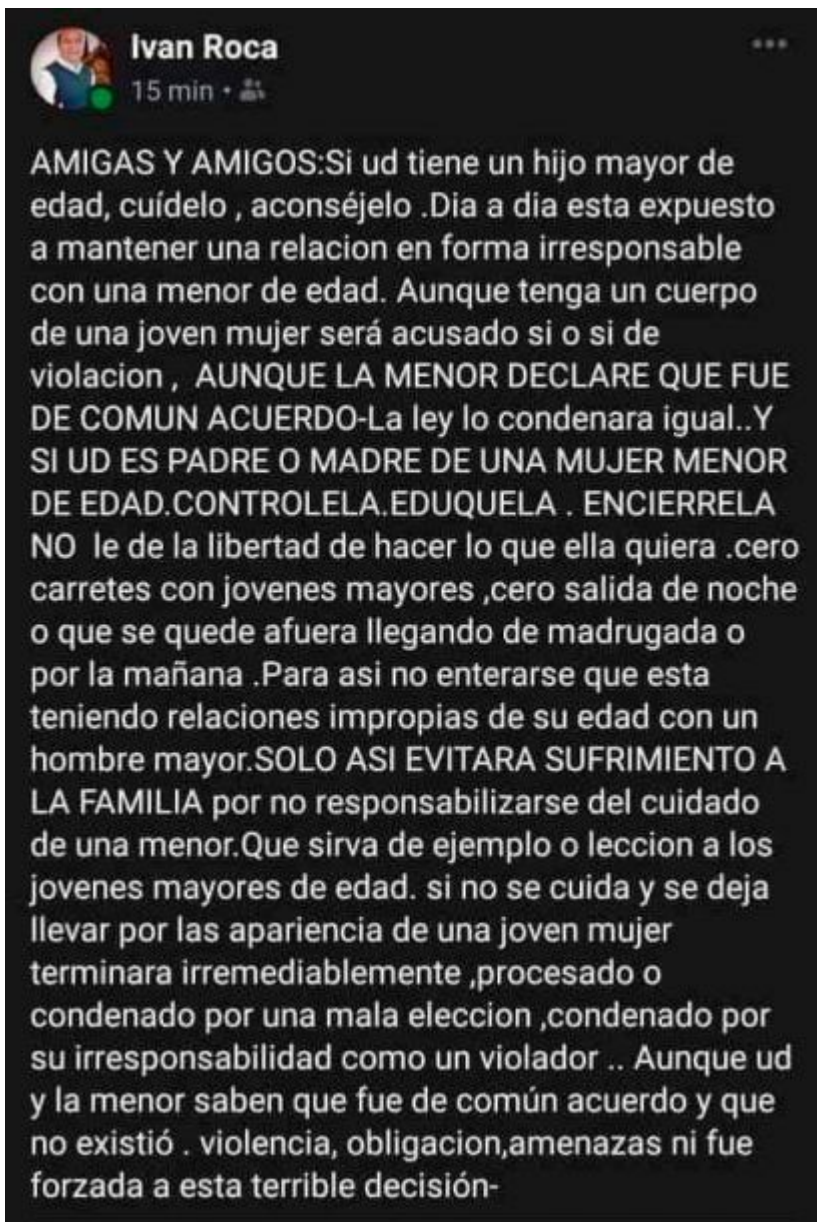 Ivan Roca
15 min •
AMIGAS Y AMIGOS:Si ud tiene un hijo mayor de
edad, cuídelo , aconséjelo .Dia a dia esta expuesto
a mantener una relacion en forma irresponsable
con una menor de edad. Aunque tenga un cuerpo
de una joven mujer será acusado si o si de
violacion , AUNQUE LA MENOR DECLARE QUE FUE
DE COMUN ACUERDO-La ley lo condenara igual..Y
SI UD ES PADRE O MADRE DE UNA MUJER MENOR
DE EDAD.CONTROLELA.EDUQUELA . ENCIERRELA
NO le de la libertad de hacer lo que ella quiera .cero
carretes con jovenes mayores ,cero salida de noche
o que se quede afuera llegando de madrugada o
por la mañana .Para asi no enterarse que esta
teniendo relaciones impropias de su edad con un
hombre mayor.SOLO ASI EVITARA SUFRIMIENTO A
LA FAMILIA por no responsabilizarse del cuidado
de una menor.Que sirva de ejemplo o leccion a los
jovenes mayores de edad. si no se cuida y se deja
llevar por las apariencia de una joven mujer
terminara irremediablemente ,procesado o
condenado por una mala eleccion ,condenado por
su irresponsabilidad como un violador .. Aunque ud
y la menor saben que fue de común acuerdo y que
no existió . violencia, obligacion,amenazas ni fue
forzada a esta terrible decisión-